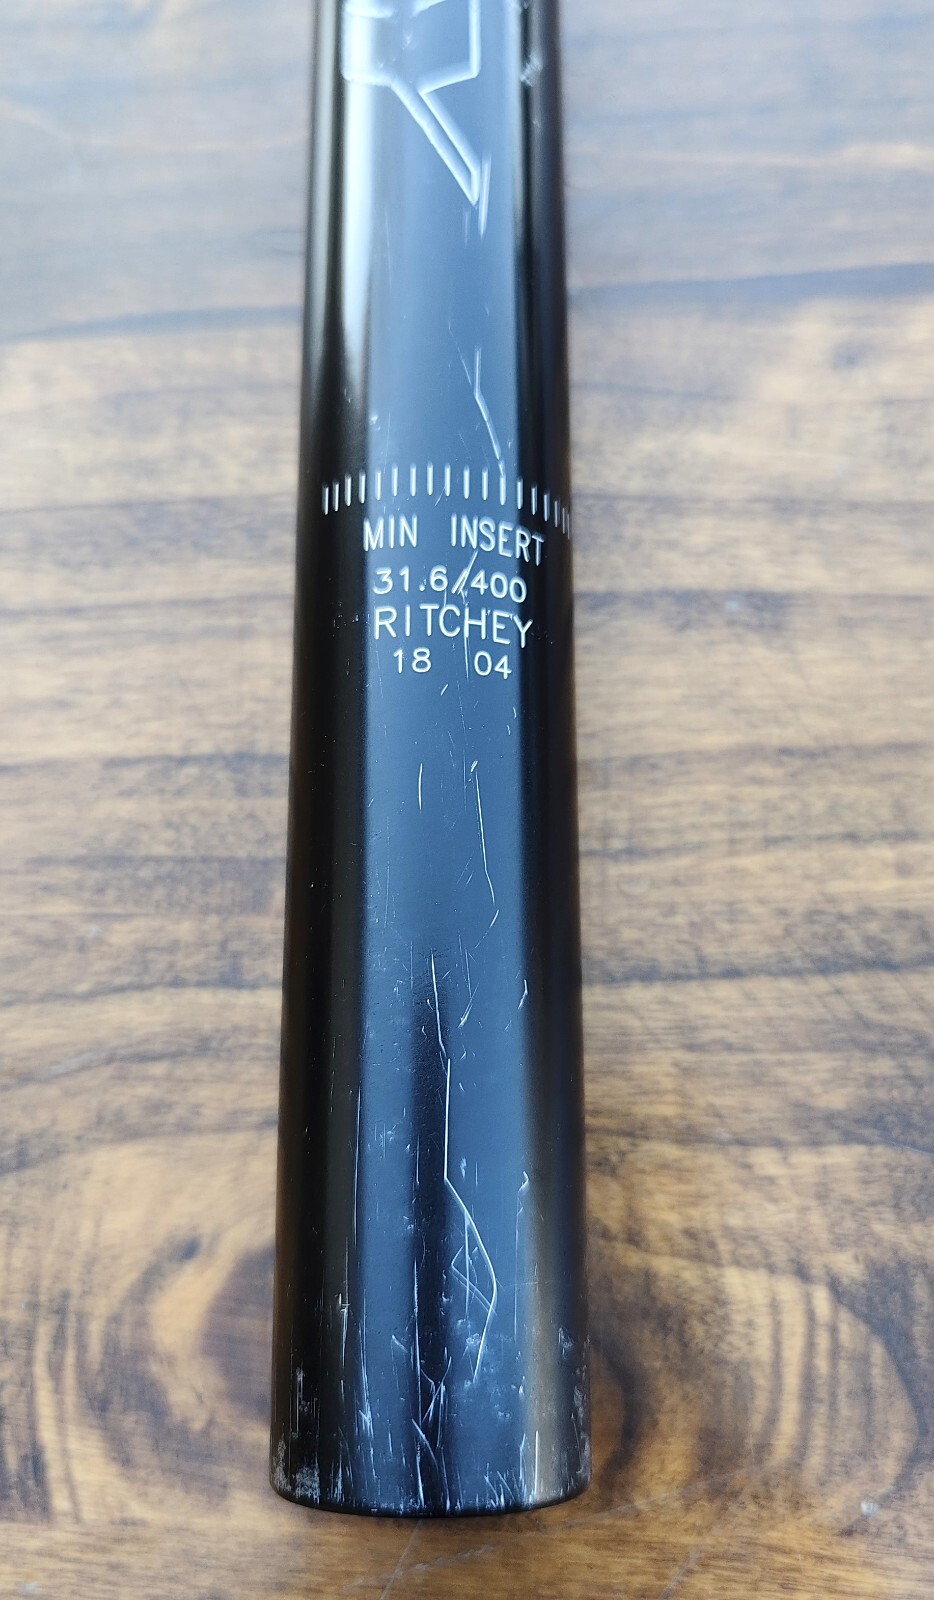 MIN INSERT
31.6/400
RITCHEY
18 04